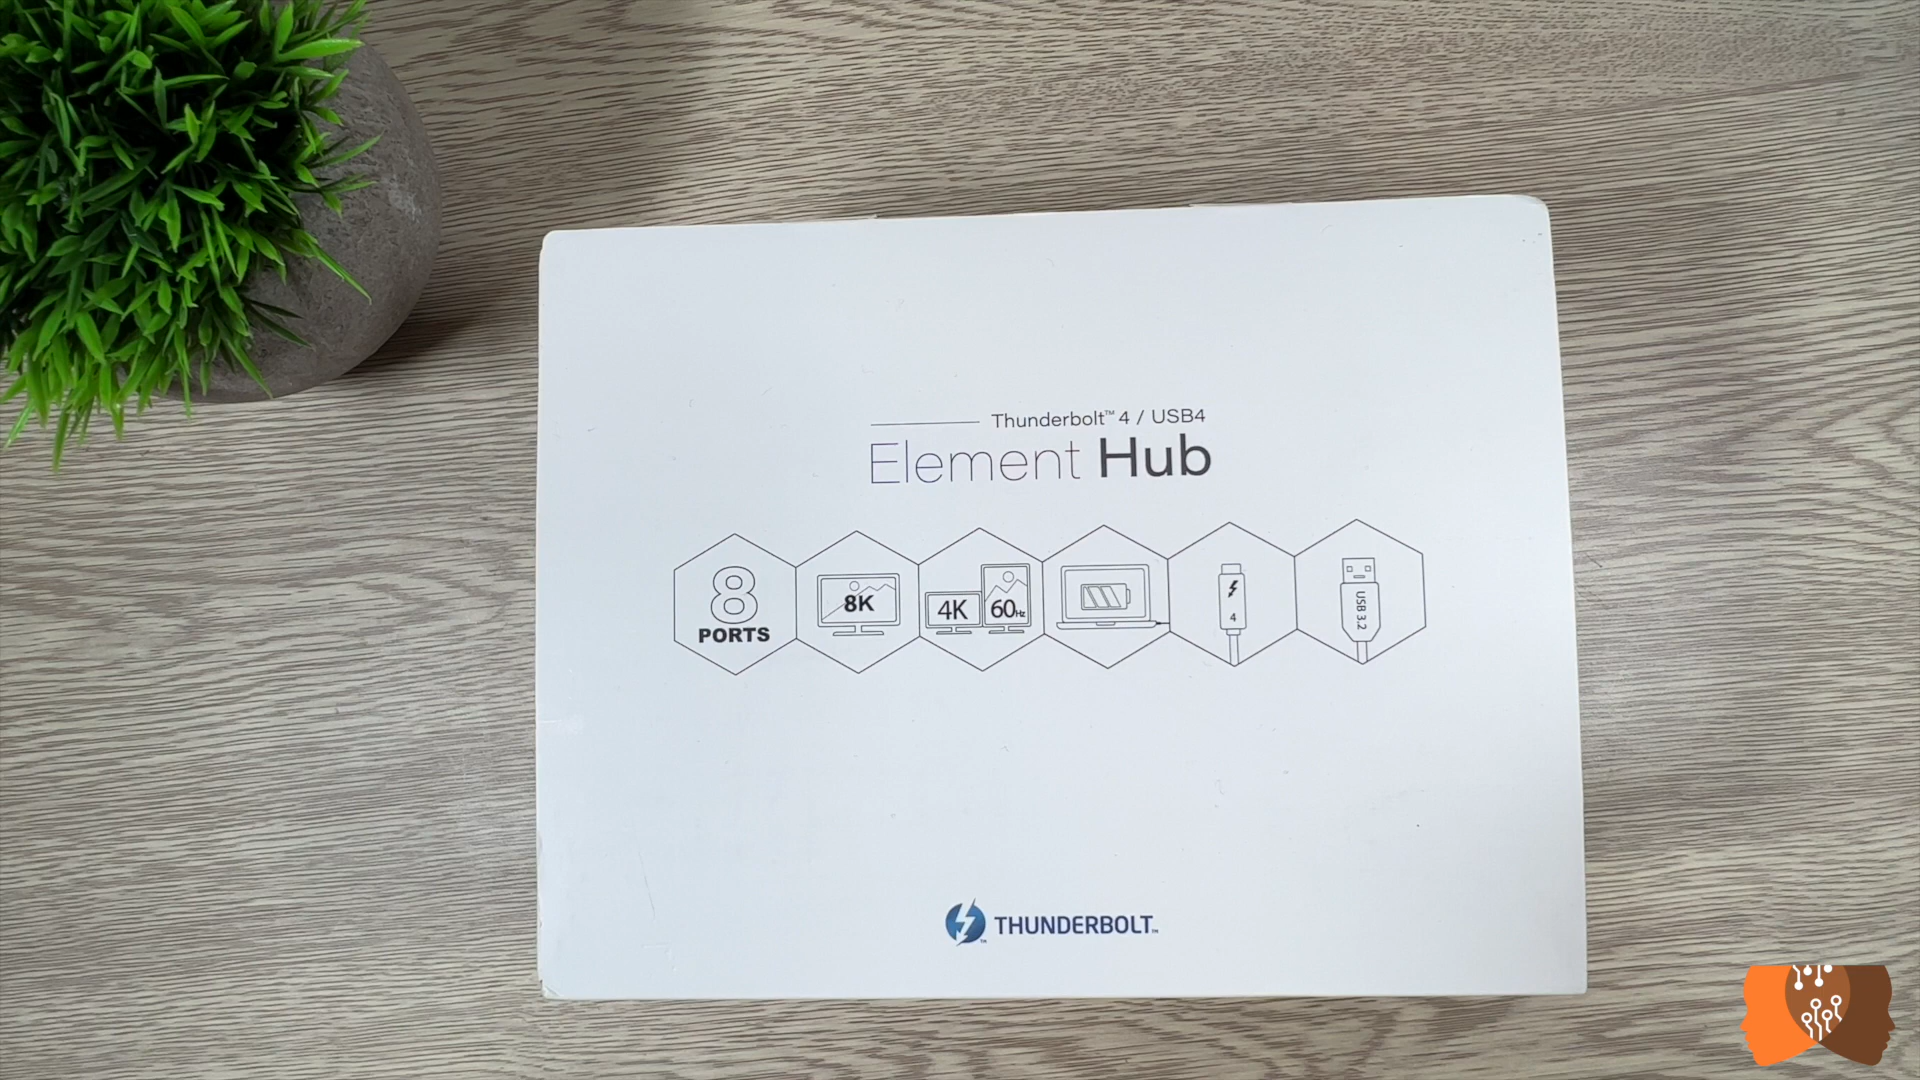 Thunderbolt™ 4 / USB4
Element Hub
8
PORTS
8K
4K
60Hz
4
USB 3.2
THUNDERBOLT™